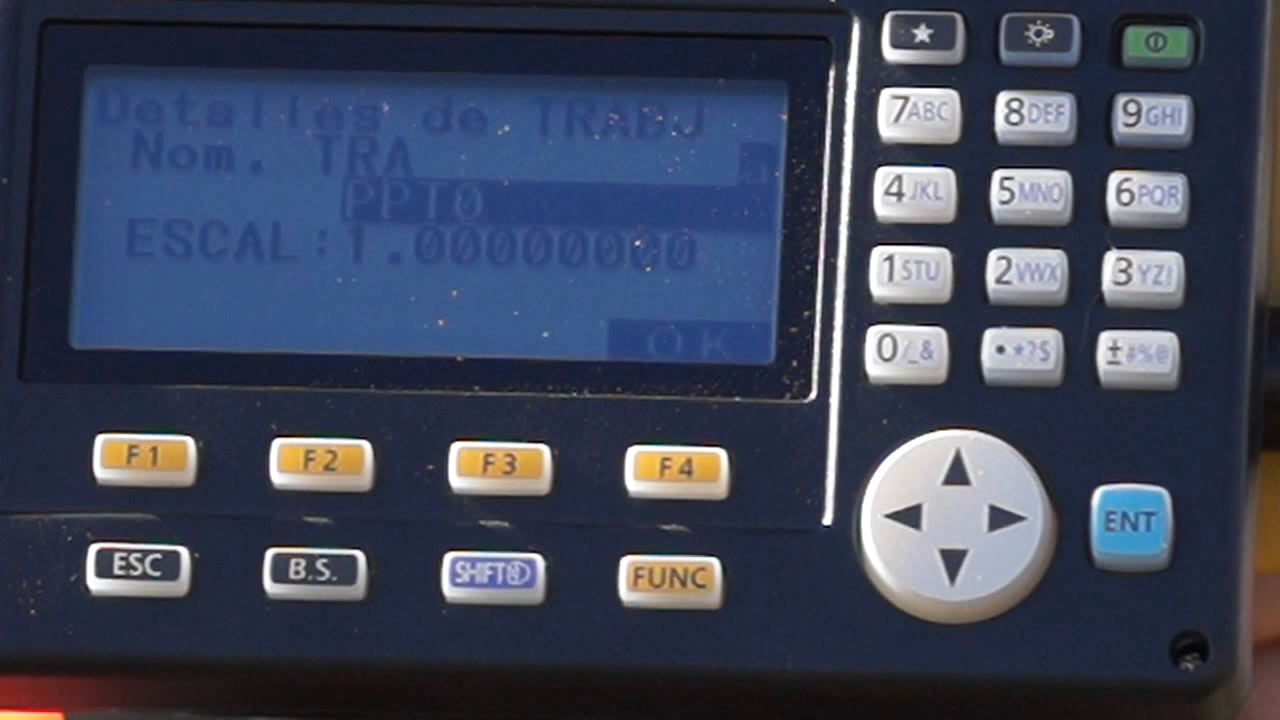 Detalles de TRABJ
Nom. TRA
a
PPT0
ESCAL:1.00000000
OK
7ABC 8DEF 9GHI
4JKL 5MNO 6PQR
1STU 2VWX 3YZ!
0/_& •*?$ ±#%@
F1 F2 F3 F4
ENT
ESC B.S. SHIFT FUNC